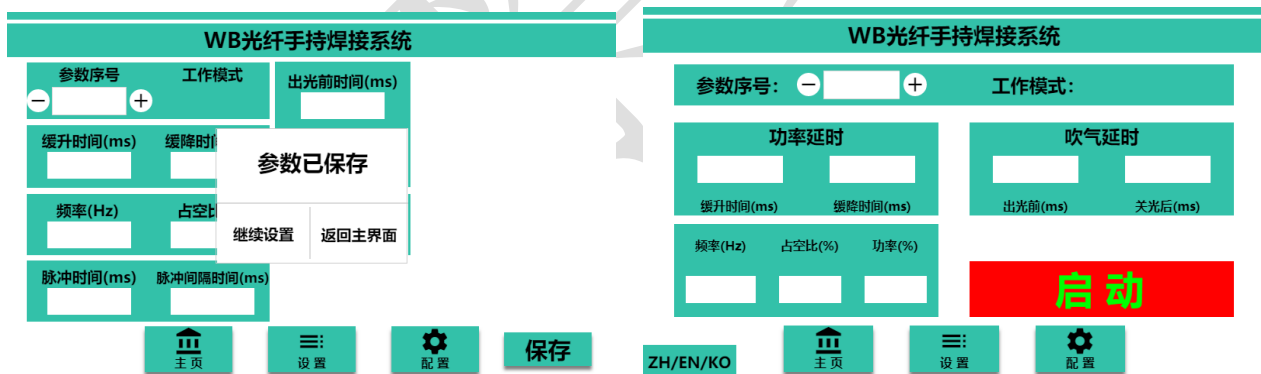 WB光纤手持焊接系统
参数序号 工作模式 出光前时间(ms)
缓升时间(ms) 缓降时
参数已保存
频率(Hz) 占空
继续设置 返回主界面
脉冲时间(ms) 脉冲间隔时间(ms)
主页 设置 配置 保存
WB光纤手持焊接系统
参数序号: 工作模式:
功率延时 吹气延时
缓升时间(ms) 缓降时间(ms) 出光前(ms) 关光后(ms)
频率(Hz) 占空比(%) 功率(%)
启动
ZH/EN/KO 主页 设置 配置